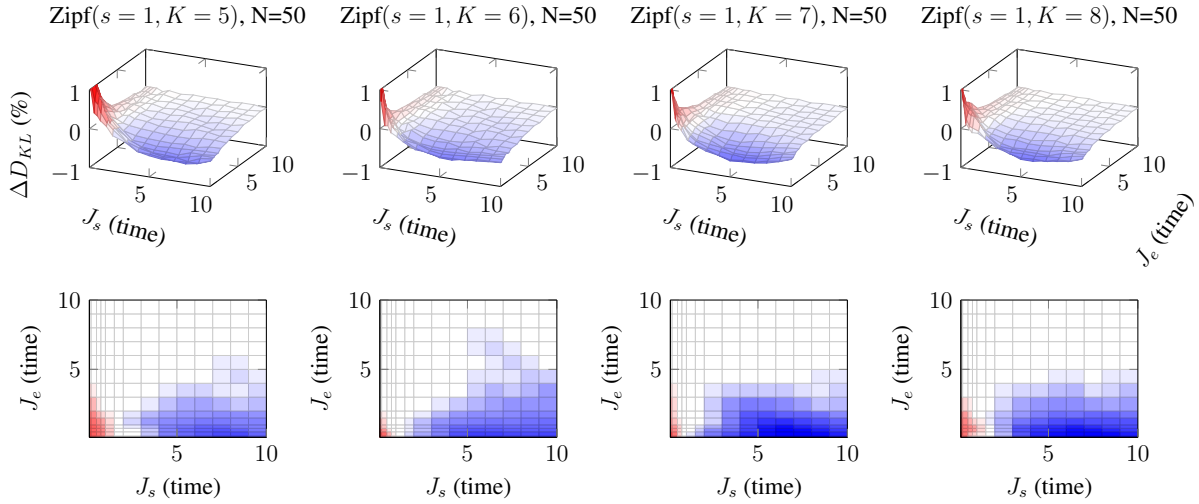 Zipf(s = 1, K = 5), N=50
Zipf(s = 1, K = 6), N=50
Zipf(s = 1, K = 7), N=50
Zipf(s = 1, K = 8), N=50
ΔD_{KL} (%)
1
0
−1
5
10
5
10
J_s (time)
1
0
−1
5
10
5
10
J_s (time)
1
0
−1
5
10
5
10
J_s (time)
1
0
−1
5
10
5
10
J_s (time)
J_e (time)
10
5
J_e (time)
5
10
J_s (time)
10
5
J_e (time)
5
10
J_s (time)
10
5
J_e (time)
5
10
J_s (time)
10
5
J_e (time)
5
10
J_s (time)